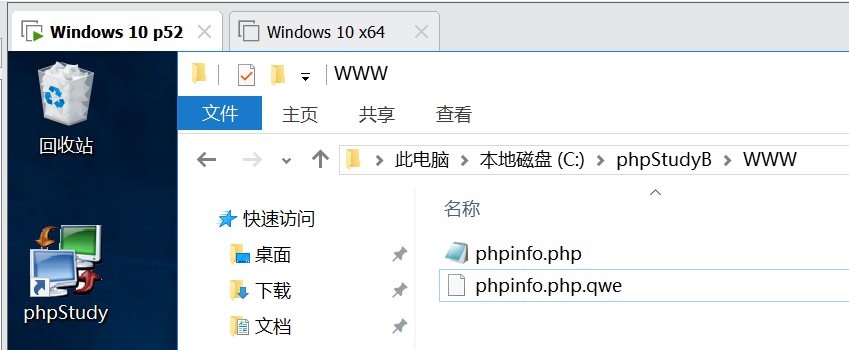 Windows 10 p52
Windows 10 x64
WWW
回收站
文件
主页
共享
查看
此电脑
本地磁盘 (C:)
phpStudyB
WWW
快速访问
名称
桌面
phpinfo.php
下载
phpinfo.php.qwe
phpStudy
文档